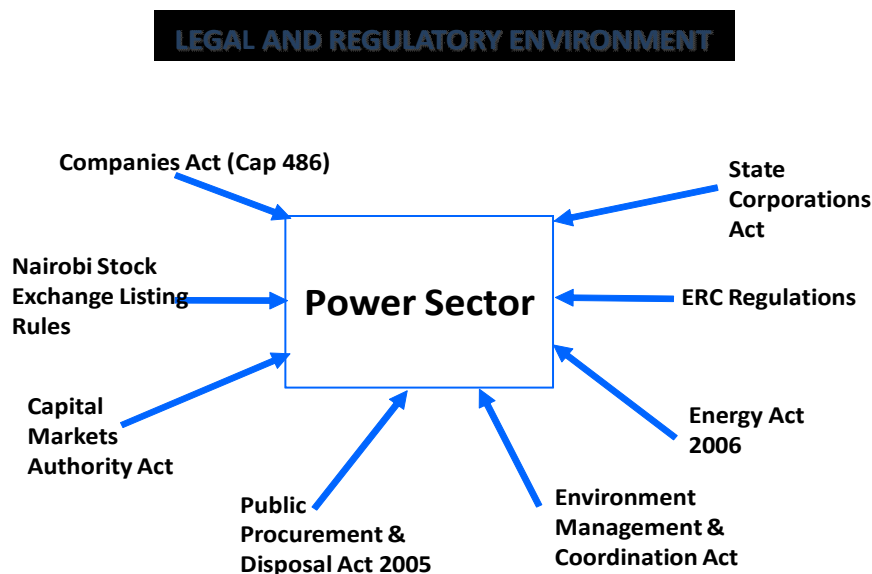 LEGAL AND REGULATORY ENVIRONMENT
Companies Act (Cap 486)
State
Corporations
Act
Nairobi Stock
Exchange Listing
Rules
Power Sector
ERC Regulations
Capital
Markets
Authority Act
Energy Act
2006
Public
Procurement &
Disposal Act 2005
Environment
Management &
Coordination Act